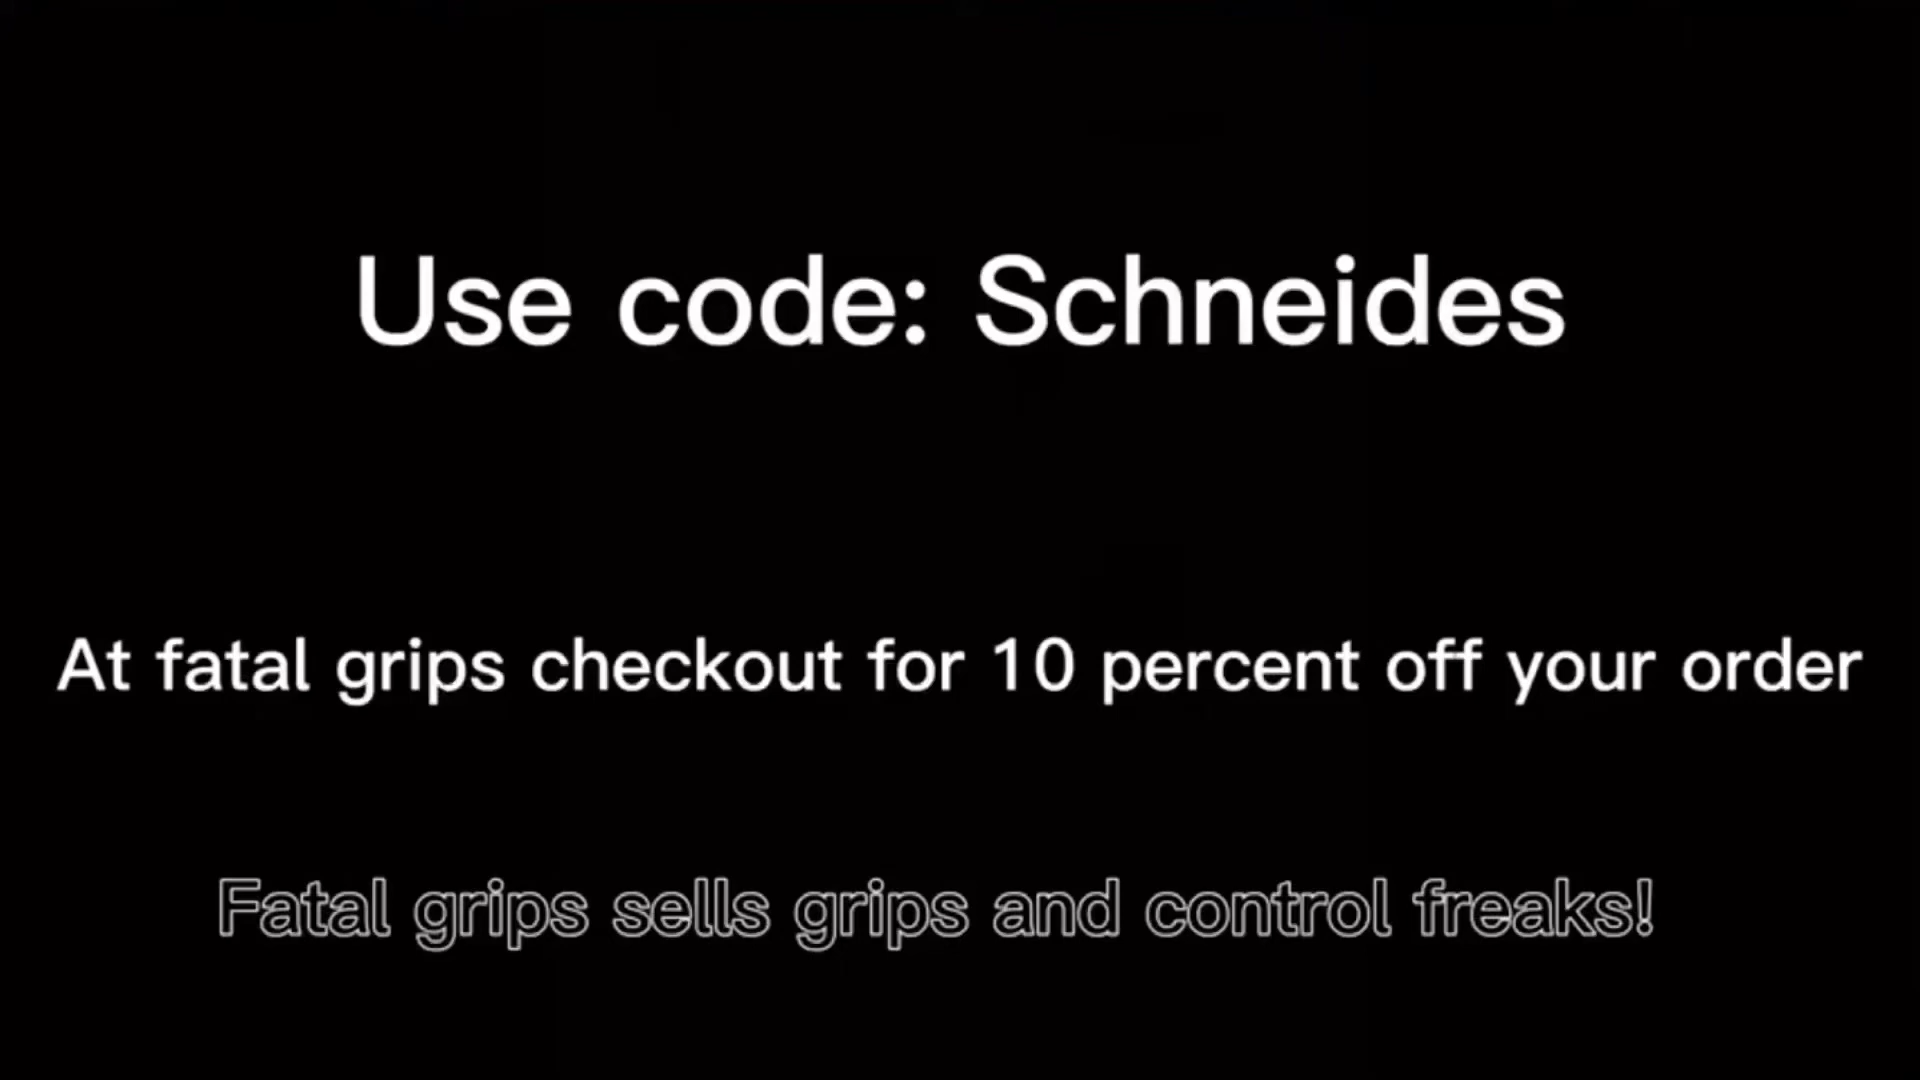 Use code: Schneides
At fatal grips checkout for 10 percent off your order
Fatal grips sells grips and control freaks!